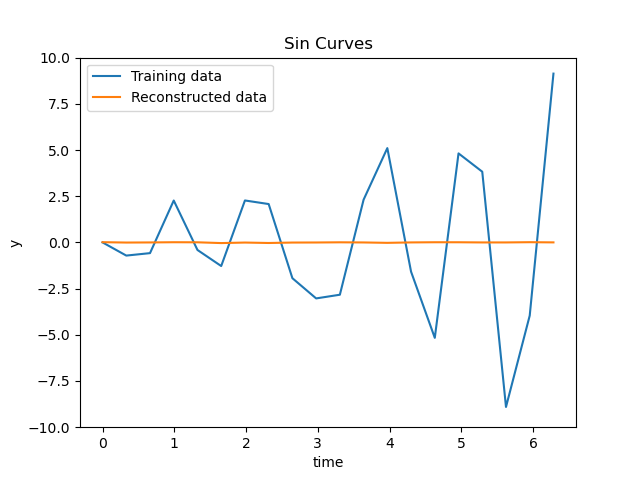 Sin Curves
Training data
Reconstructed data
10.0
7.5
5.0
2.5
0.0
−2.5
−5.0
−7.5
−10.0
y
0 1 2 3 4 5 6
time